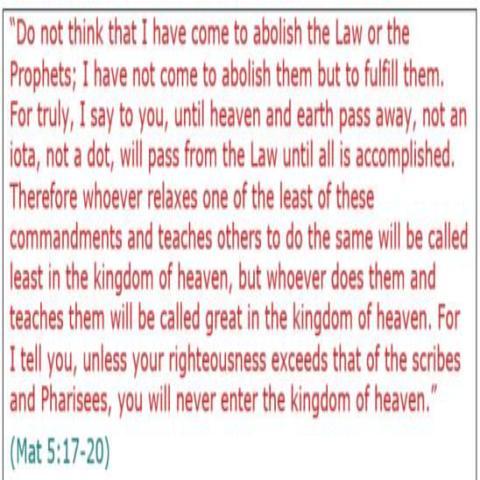 “Do not think that I have come to abolish the Law or the
Prophets; I have not come to abolish them but to fulfill them.
For truly, I say to you, until heaven and earth pass away, not an
iota, not a dot, will pass from the Law until all is accomplished.
Therefore whoever relaxes one of the least of these
commandments and teaches others to do the same will be called
least in the kingdom of heaven, but whoever does them and
teaches them will be called great in the kingdom of heaven. For
I tell you, unless your righteousness exceeds that of the scribes
and Pharisees, you will never enter the kingdom of heaven.”
(Mat 5:17-20)